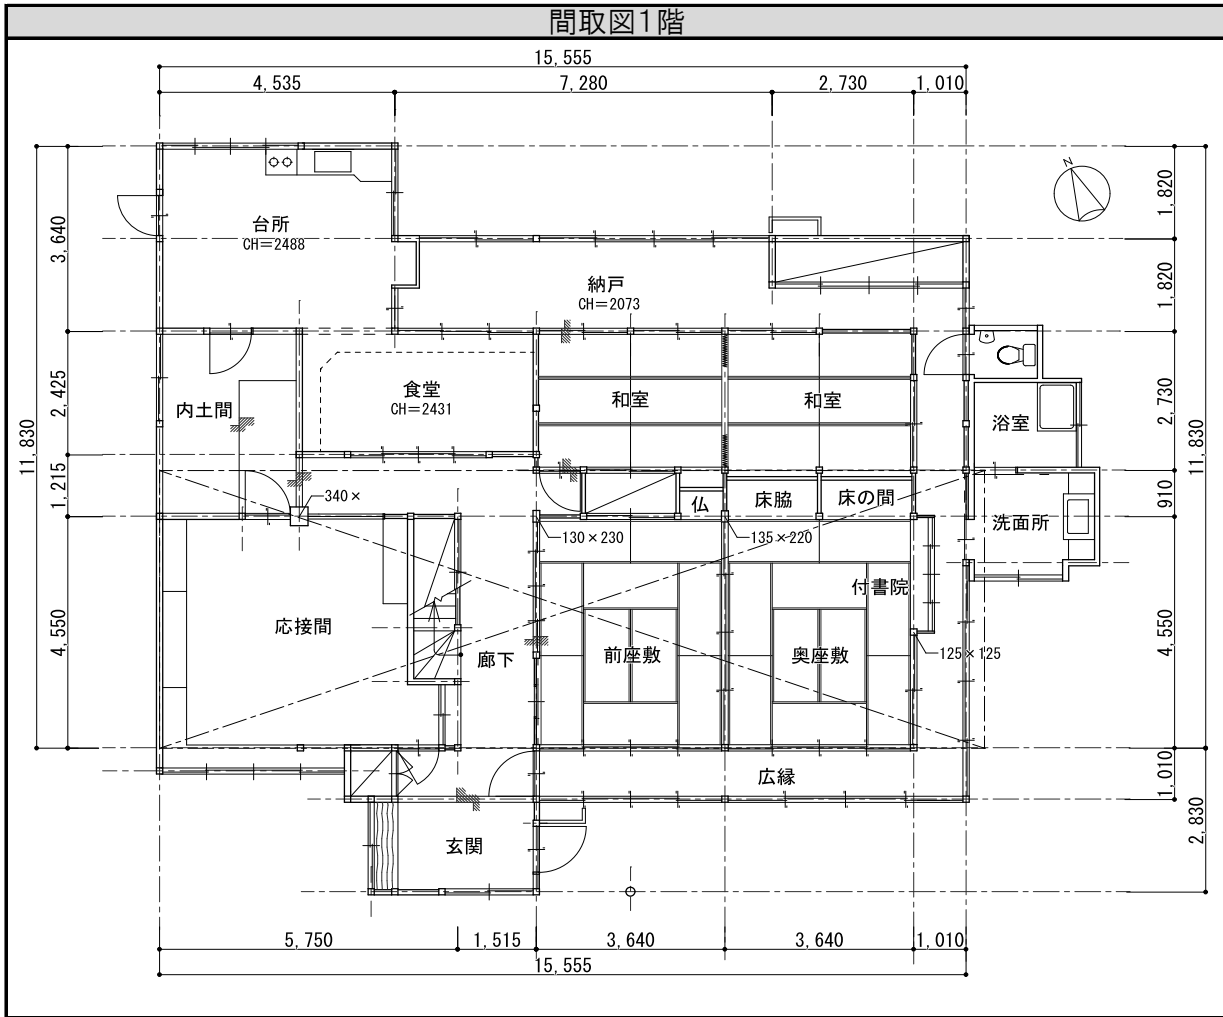 間取図1階
15,555
4,535
7,280
2,730
1,010
N
台所
CH=2488
納戸
CH=2073
3,640
1,820
1,820
11,830
2,425
内土間
食堂
CH=2431
和室
和室
浴室
2,730
11,830
1,215
340×
仏
床脇
床の間
洗面所
910
130×230
135×220
付書院
4,550
応接間
廊下
前座敷
奥座敷
125×125
4,550
広縁
1,010
玄関
2,830
5,750
1,515
3,640
3,640
1,010
15,555